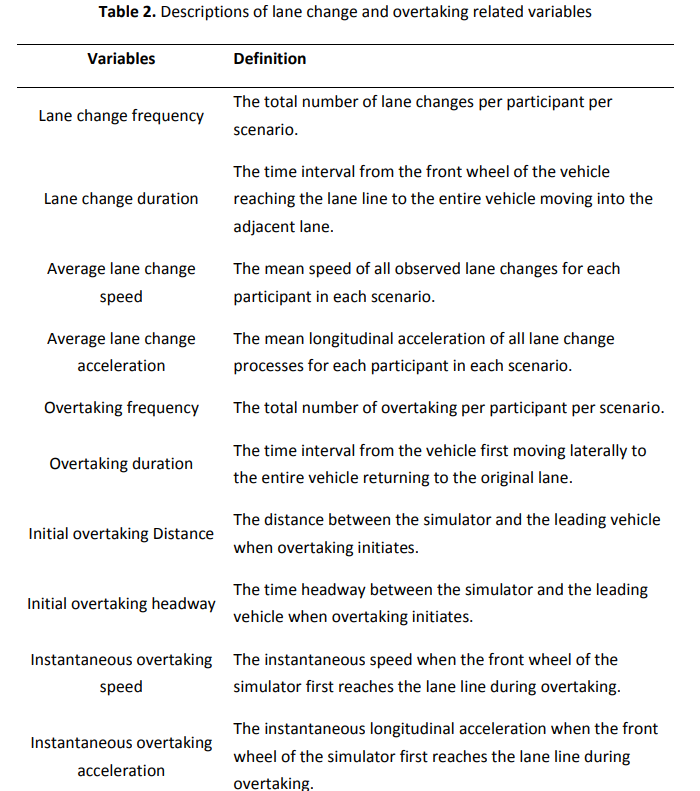 Table 2. Descriptions of lane change and overtaking related variables
Variables Definition
Lane change frequency
The total number of lane changes per participant per
scenario.
Lane change duration
The time interval from the front wheel of the vehicle
reaching the lane line to the entire vehicle moving into the
adjacent lane.
Average lane change
speed
The mean speed of all observed lane changes for each
participant in each scenario.
Average lane change
acceleration
The mean longitudinal acceleration of all lane change
processes for each participant in each scenario.
Overtaking frequency
The total number of overtaking per participant per scenario.
Overtaking duration
The time interval from the vehicle first moving laterally to
the entire vehicle returning to the original lane.
Initial overtaking Distance
The distance between the simulator and the leading vehicle
when overtaking initiates.
Initial overtaking headway
The time headway between the simulator and the leading
vehicle when overtaking initiates.
Instantaneous overtaking
speed
The instantaneous speed when the front wheel of the
simulator first reaches the lane line during overtaking.
Instantaneous overtaking
acceleration
The instantaneous longitudinal acceleration when the front
wheel of the simulator first reaches the lane line during
overtaking.